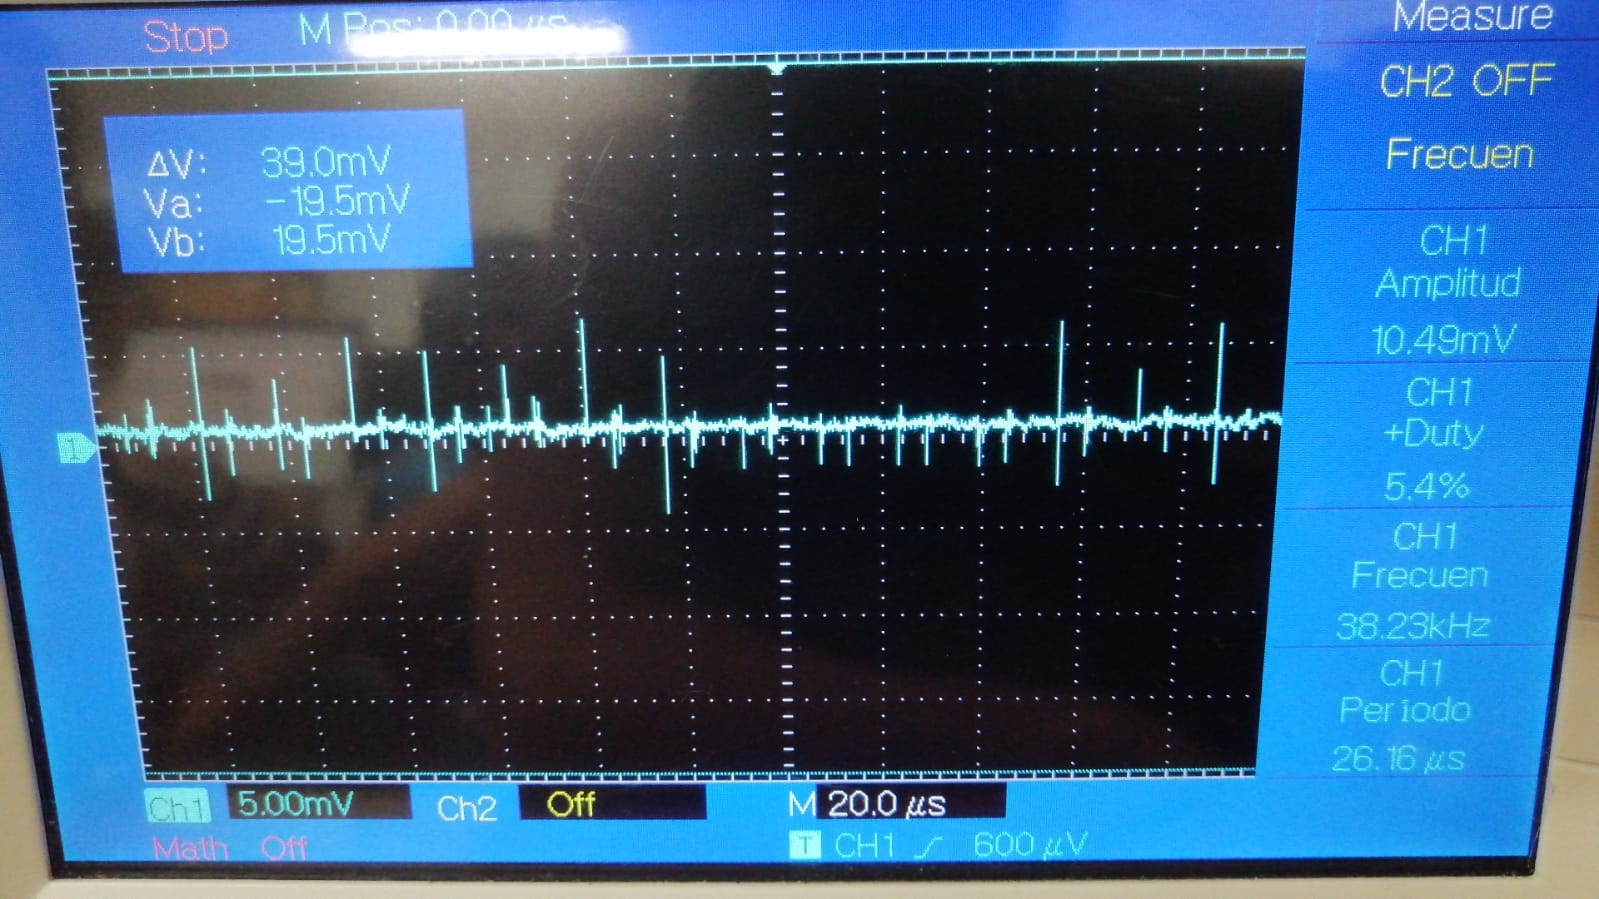 Stop M Pos: 0.00 μs Measure
CH2 OFF
Frecuen
ΔV: 39.0mV
Va: -19.5mV
Vb: 19.5mV
CH1
Amplitud
10.49mV
CH1
+Duty
5.4%
CH1
Frecuen
38.23kHz
CH1
Periodo
26.16 μs
1
Ch1 5.00mV Ch2 Off M 20.0 μs
Math Off T CH1 600 μV